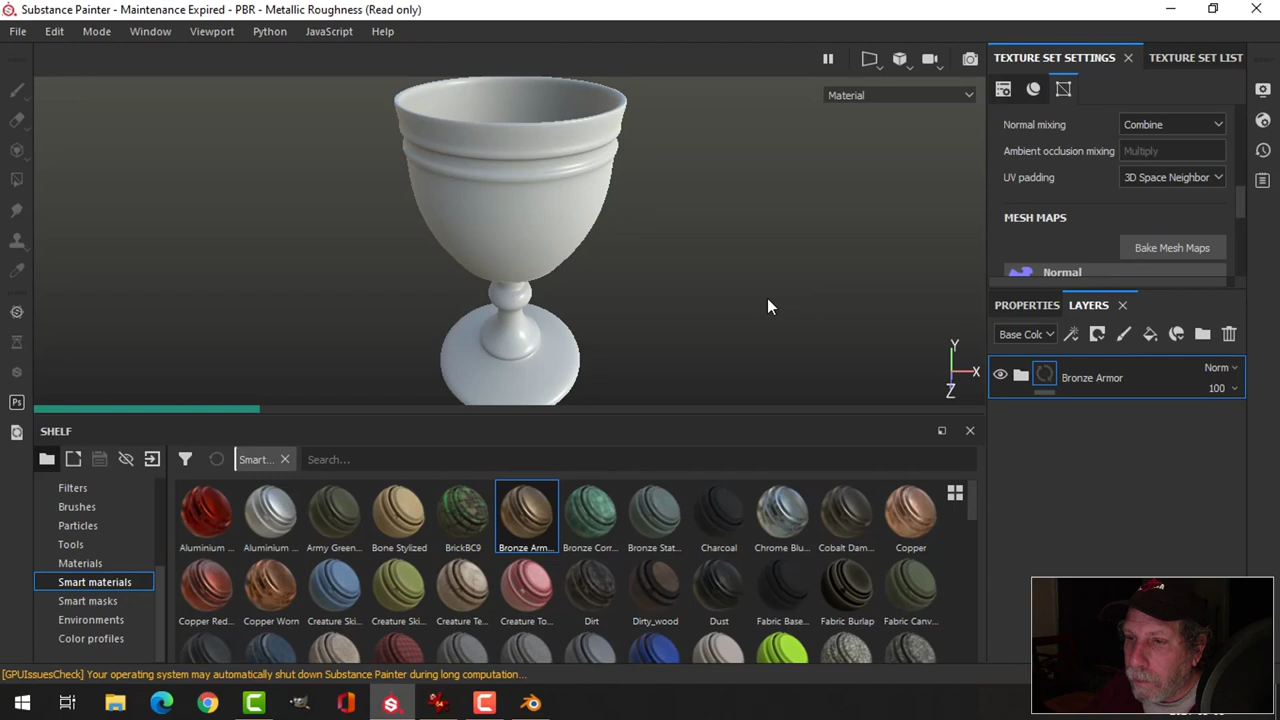 Substance Painter - Maintenance Expired - PBR - Metallic Roughness (Read only)
File Edit Mode Window Viewport Python JavaScript Help
TEXTURE SET SETTINGS TEXTURE SET LIST
Material
Normal mixing Combine
Ambient occlusion mixing Multiply
UV padding 3D Space Neighbor
MESH MAPS
Bake Mesh Maps
Normal
PROPERTIES LAYERS
Base Colo
Bronze Armor Norm
100
Y
X
Z
Ps
SHELF
Smart... Search...
Filters
Brushes
Particles
Tools
Materials
Smart materials
Smart masks
Environments
Color profiles
Aluminium ... Aluminium ... Army Green... Bone Stylized BrickBC9 Bronze Arm... Bronze Corr... Bronze Stat... Charcoal Chrome Blu... Cobalt Dam... Copper
Copper Red... Copper Worn Creature Ski... Creature Ski... Creature Te... Creature To... Dirt Dirty_wood Dust Fabric Base... Fabric Burlap Fabric Canv...
[GPUIssuesCheck] Your operating system may automatically shut down Substance Painter during long computation...